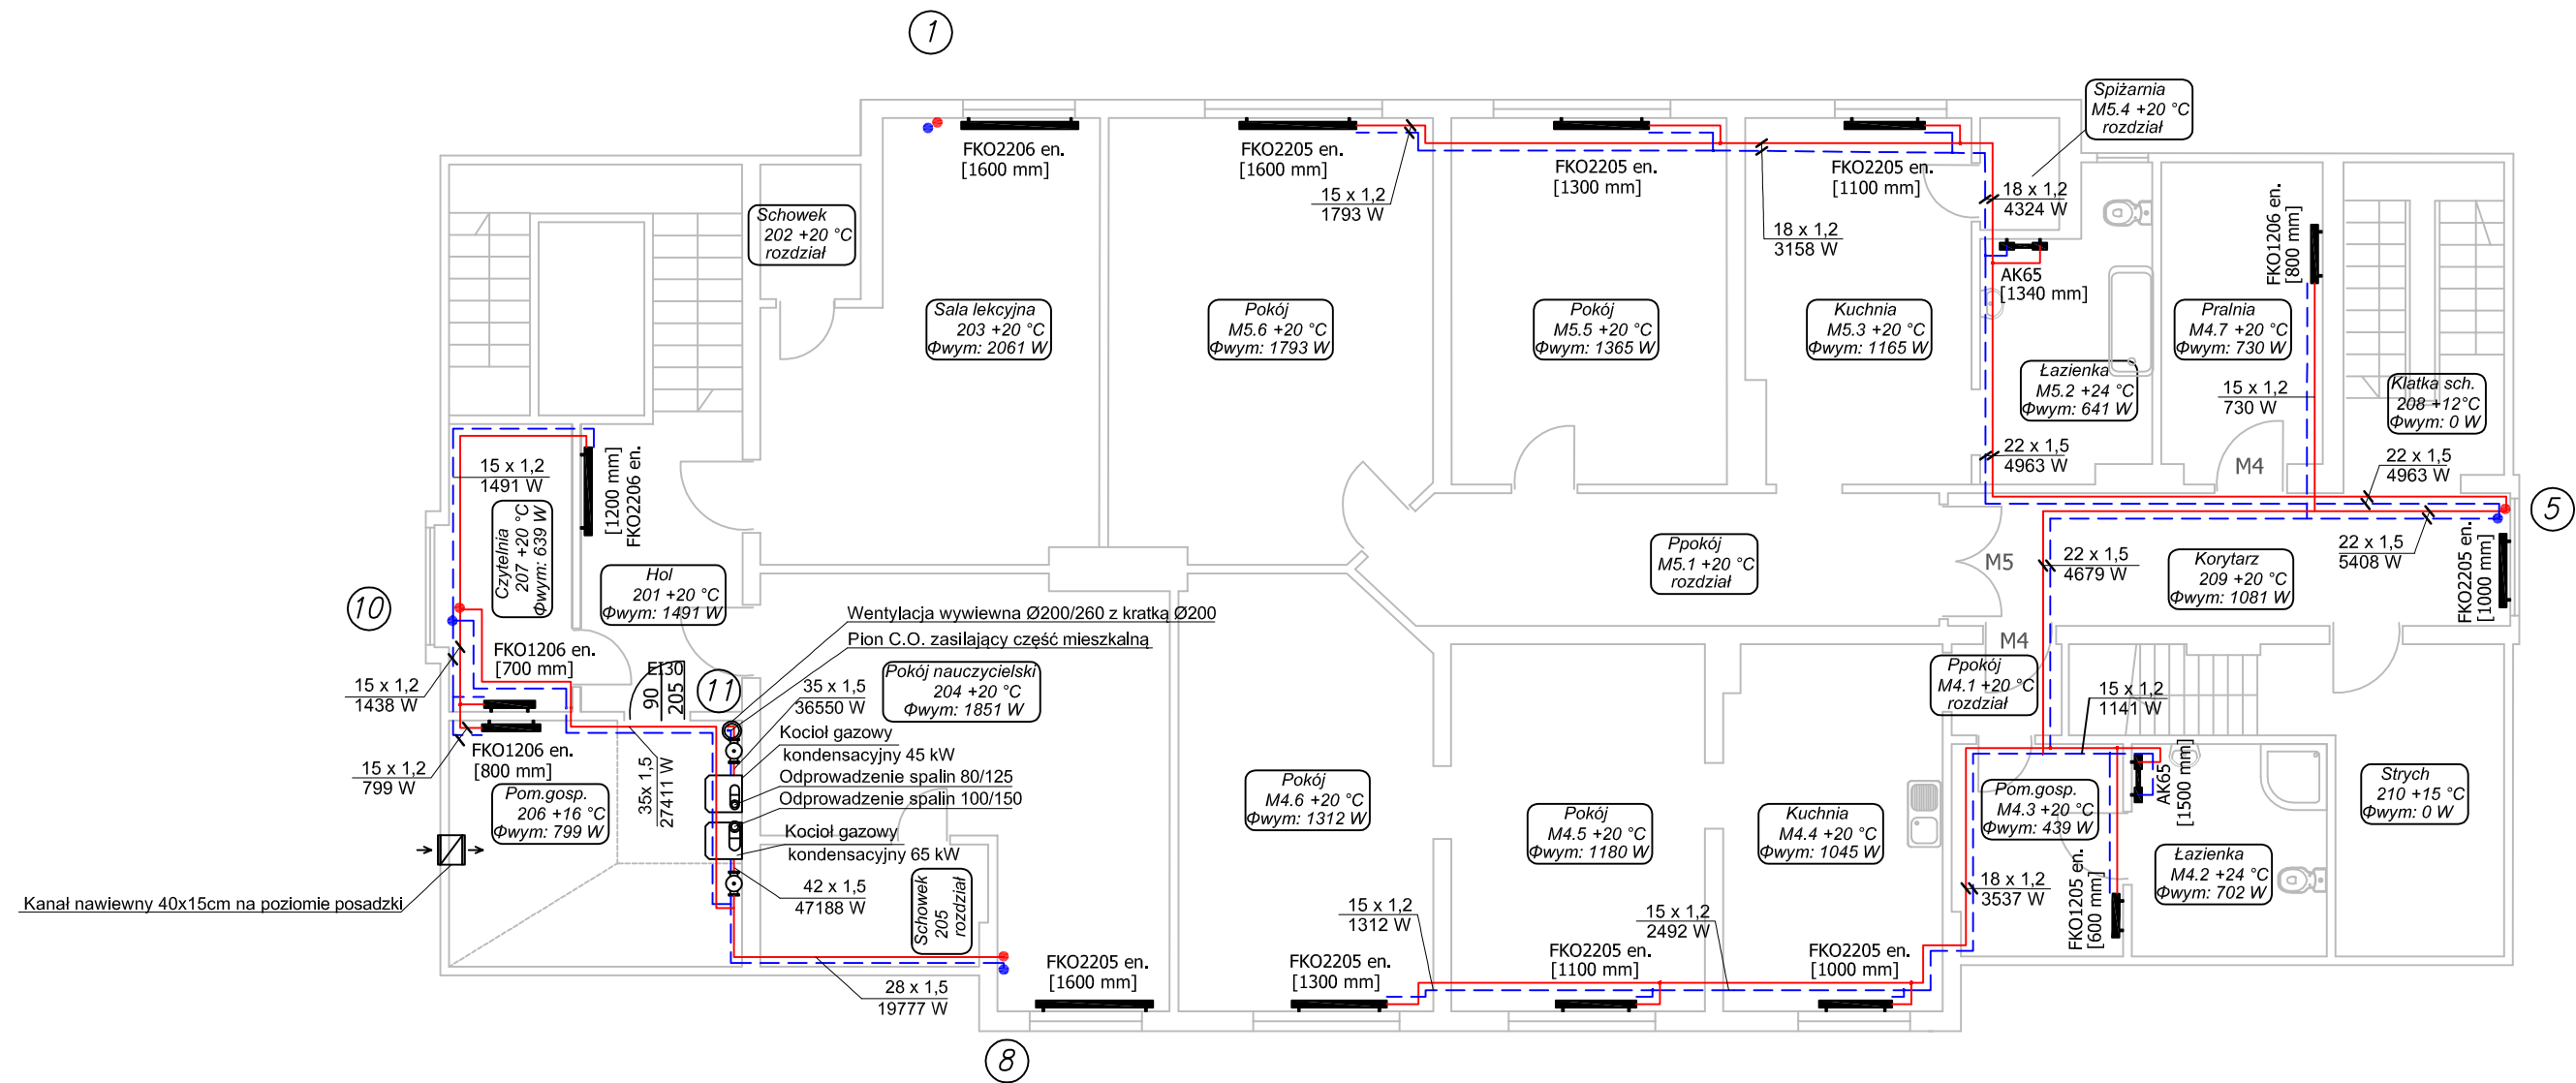 1
Spiżarnia
M5.4 +20 °C
rozdział
FKO2206 en.
[1600 mm]
FKO2205 en.
[1600 mm]
15 x 1,2
1793 W
FKO2205 en.
[1300 mm]
18 x 1,2
3158 W
FKO2205 en.
[1100 mm]
18 x 1,2
4324 W
FKO1206 en.
[800 mm]
Schowek
202 +20 °C
rozdział
AK65
[1340 mm]
Sala lekcyjna
203 +20 °C
Φwym: 2061 W
Pokój
M5.6 +20 °C
Φwym: 1793 W
Pokój
M5.5 +20 °C
Φwym: 1365 W
Kuchnia
M5.3 +20 °C
Φwym: 1165 W
Pralnia
M4.7 +20 °C
Φwym: 730 W
Łazienka
M5.2 +24 °C
Φwym: 641 W
15 x 1,2
730 W
Klatka sch.
208 +12°C
Φwym: 0 W
22 x 1,5
4963 W
M4
22 x 1,5
4963 W
5
15 x 1,2
1491 W
[1200 mm]
FKO2206 en.
Czytelnia
207 +20 °C
Φwym: 639 W
Hol
201 +20 °C
Φwym: 1491 W
10
Ppokój
M5.1 +20 °C
rozdział
M5
22 x 1,5
4679 W
Korytarz
209 +20 °C
Φwym: 1081 W
22 x 1,5
5408 W
FKO2205 en.
[1000 mm]
Wentylacja wywiewna Ø200/260 z kratką Ø200
Pion C.O. zasilający część mieszkalną
FKO1206 en.
[700 mm]
EI30
90
205
11
Pokój nauczycielski
204 +20 °C
Φwym: 1851 W
M4
Ppokój
M4.1 +20 °C
rozdział
15 x 1,2
1438 W
35 x 1,5
36550 W
15 x 1,2
1141 W
Kocioł gazowy
kondensacyjny 45 kW
FKO1206 en.
[800 mm]
15 x 1,2
799 W
35x 1,5
27411 W
Odprowadzenie spalin 80/125
Odprowadzenie spalin 100/150
Pom.gosp.
206 +16 °C
Φwym: 799 W
Kocioł gazowy
kondensacyjny 65 kW
Pokój
M4.6 +20 °C
Φwym: 1312 W
Pokój
M4.5 +20 °C
Φwym: 1180 W
Kuchnia
M4.4 +20 °C
Φwym: 1045 W
Pom.gosp.
M4.3 +20 °C
Φwym: 439 W
AK65
[1500 mm]
Strych
210 +15 °C
Φwym: 0 W
Łazienka
M4.2 +24 °C
Φwym: 702 W
18 x 1,2
3537 W
FKO1205 en.
[600 mm]
Kanał nawiewny 40x15cm na poziomie posadzki
42 x 1,5
47188 W
Schowek
205
rozdział
15 x 1,2
1312 W
15 x 1,2
2492 W
FKO2205 en.
[1600 mm]
FKO2205 en.
[1300 mm]
FKO2205 en.
[1100 mm]
FKO2205 en.
[1000 mm]
28 x 1,5
19777 W
8